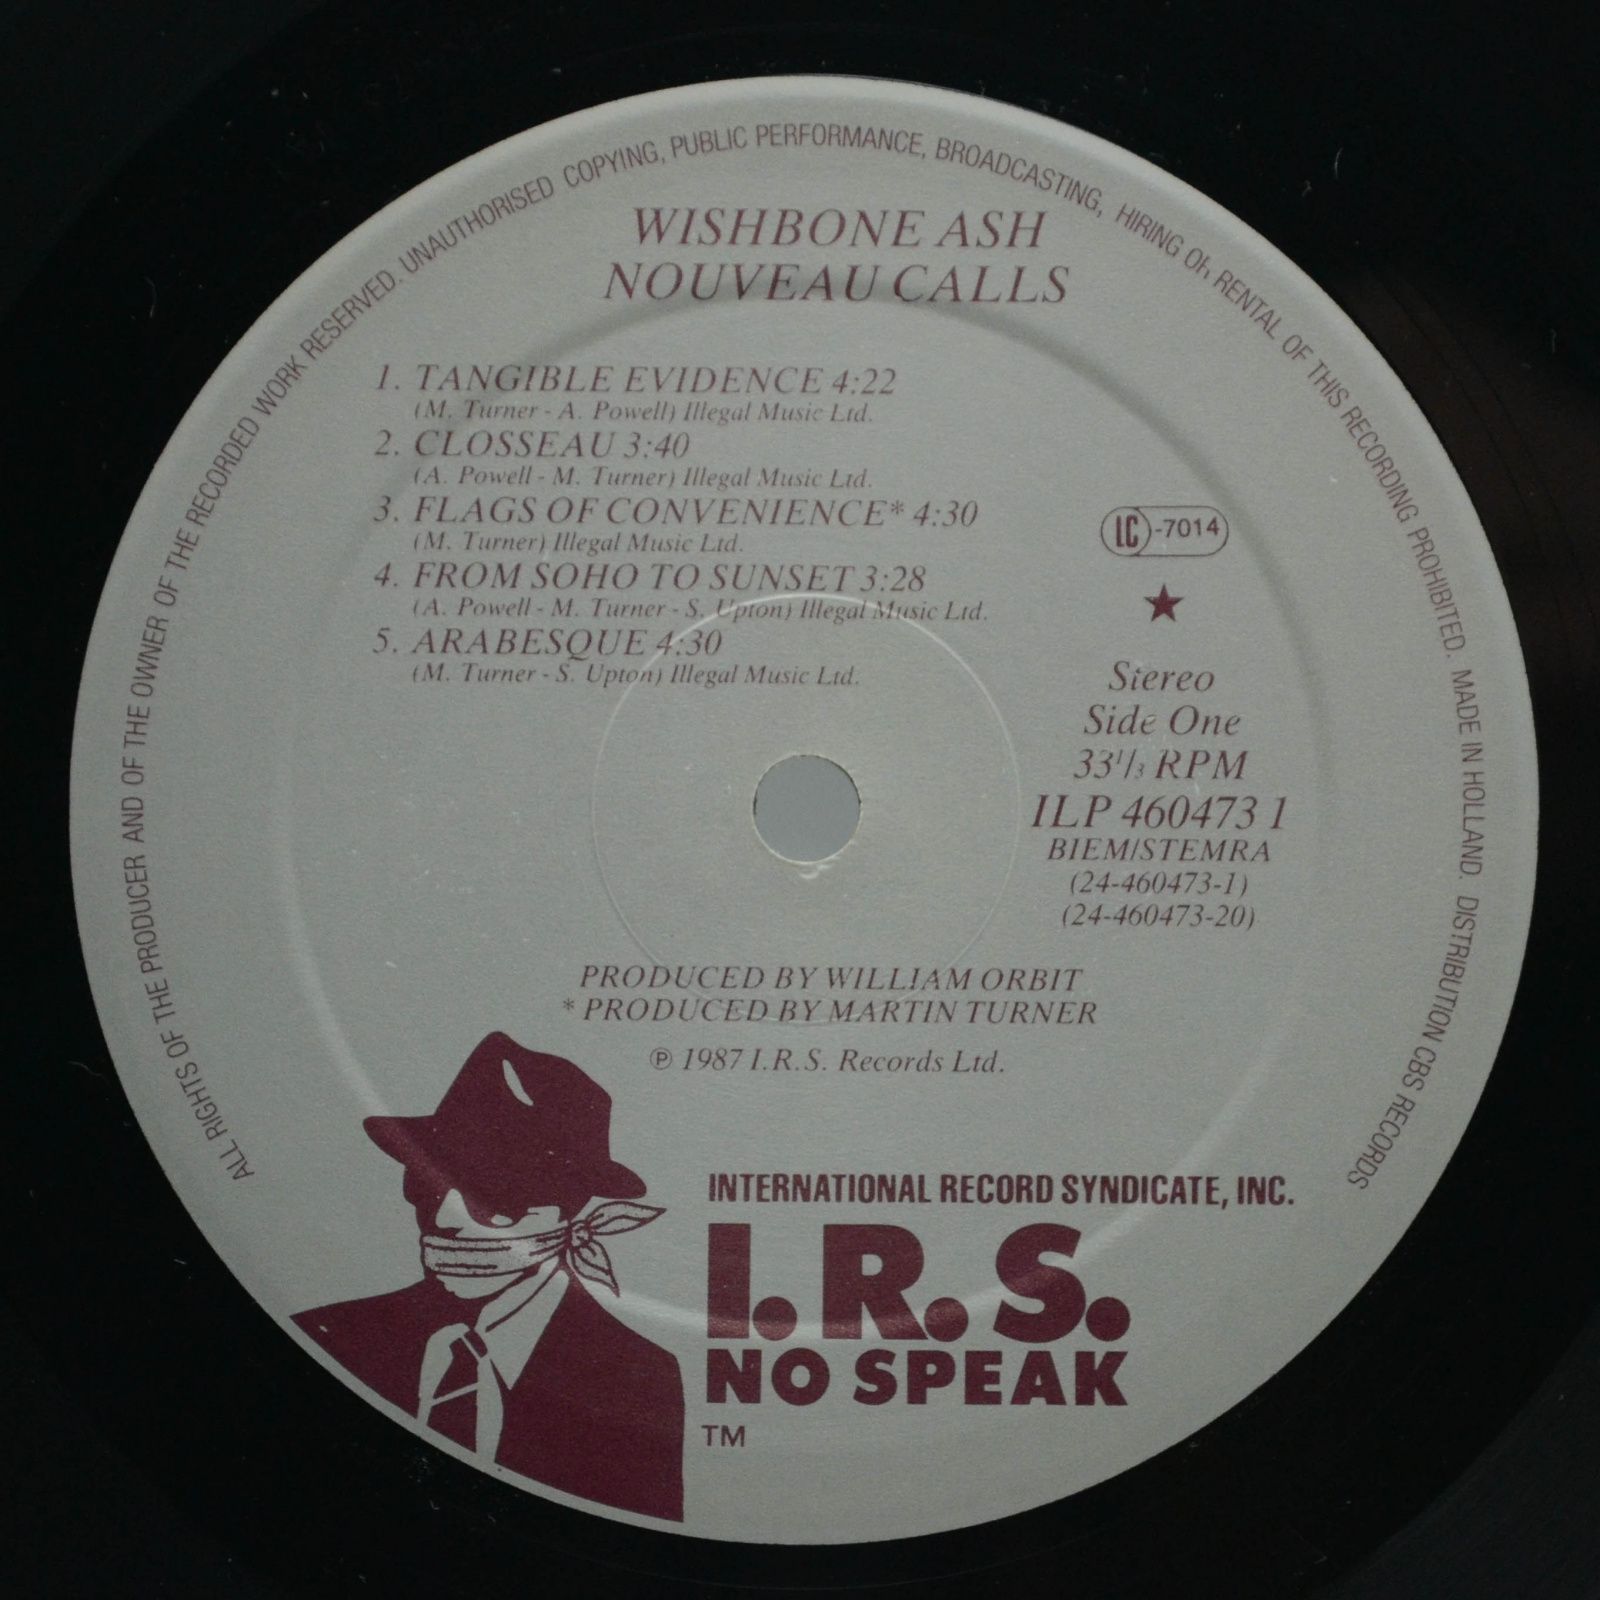 ALL RIGHTS OF THE PRODUCER AND OF THE OWNER OF THE RECORDED WORK RESERVED. UNAUTHORISED COPYING, PUBLIC PERFORMANCE, BROADCASTING, HIRING OR RENTAL OF THIS RECORDING PROHIBITED. MADE IN HOLLAND. DISTRIBUTION CBS RECORDS
WISHBONE ASH
NOUVEAU CALLS
1. TANGIBLE EVIDENCE 4:22
(M. Turner - A. Powell) Illegal Music Ltd.
2. CLOSSEAU 3:40
(A. Powell - M. Turner) Illegal Music Ltd.
3. FLAGS OF CONVENIENCE* 4:30
(M. Turner) Illegal Music Ltd.
4. FROM SOHO TO SUNSET 3:28
(A. Powell - M. Turner - S. Upton) Illegal Music Ltd.
5. ARABESQUE 4:30
(M. Turner - S. Upton) Illegal Music Ltd.
LC-7014
Stereo
Side One
33⅓ RPM
ILP 460473 1
BIEM/STEMRA
(24-460473-1)
(24-460473-20)
PRODUCED BY WILLIAM ORBIT
* PRODUCED BY MARTIN TURNER
℗ 1987 I.R.S. Records Ltd.
INTERNATIONAL RECORD SYNDICATE, INC.
I.R.S.
NO SPEAK
TM